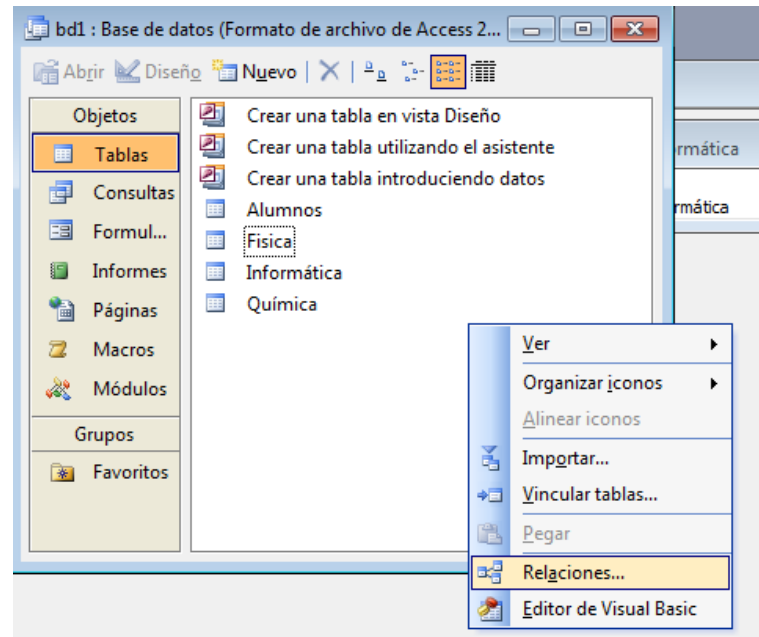 bd1 : Base de datos (Formato de archivo de Access 2...
Abrir Diseño Nuevo
Objetos
Tablas
Consultas
Formul...
Informes
Páginas
Macros
Módulos
Grupos
Favoritos
Crear una tabla en vista Diseño
Crear una tabla utilizando el asistente
Crear una tabla introduciendo datos
Alumnos
Fisica
Informática
Química
rmática
rmática
Ver
Organizar iconos
Alinear iconos
Importar...
Vincular tablas...
Pegar
Relaciones...
Editor de Visual Basic